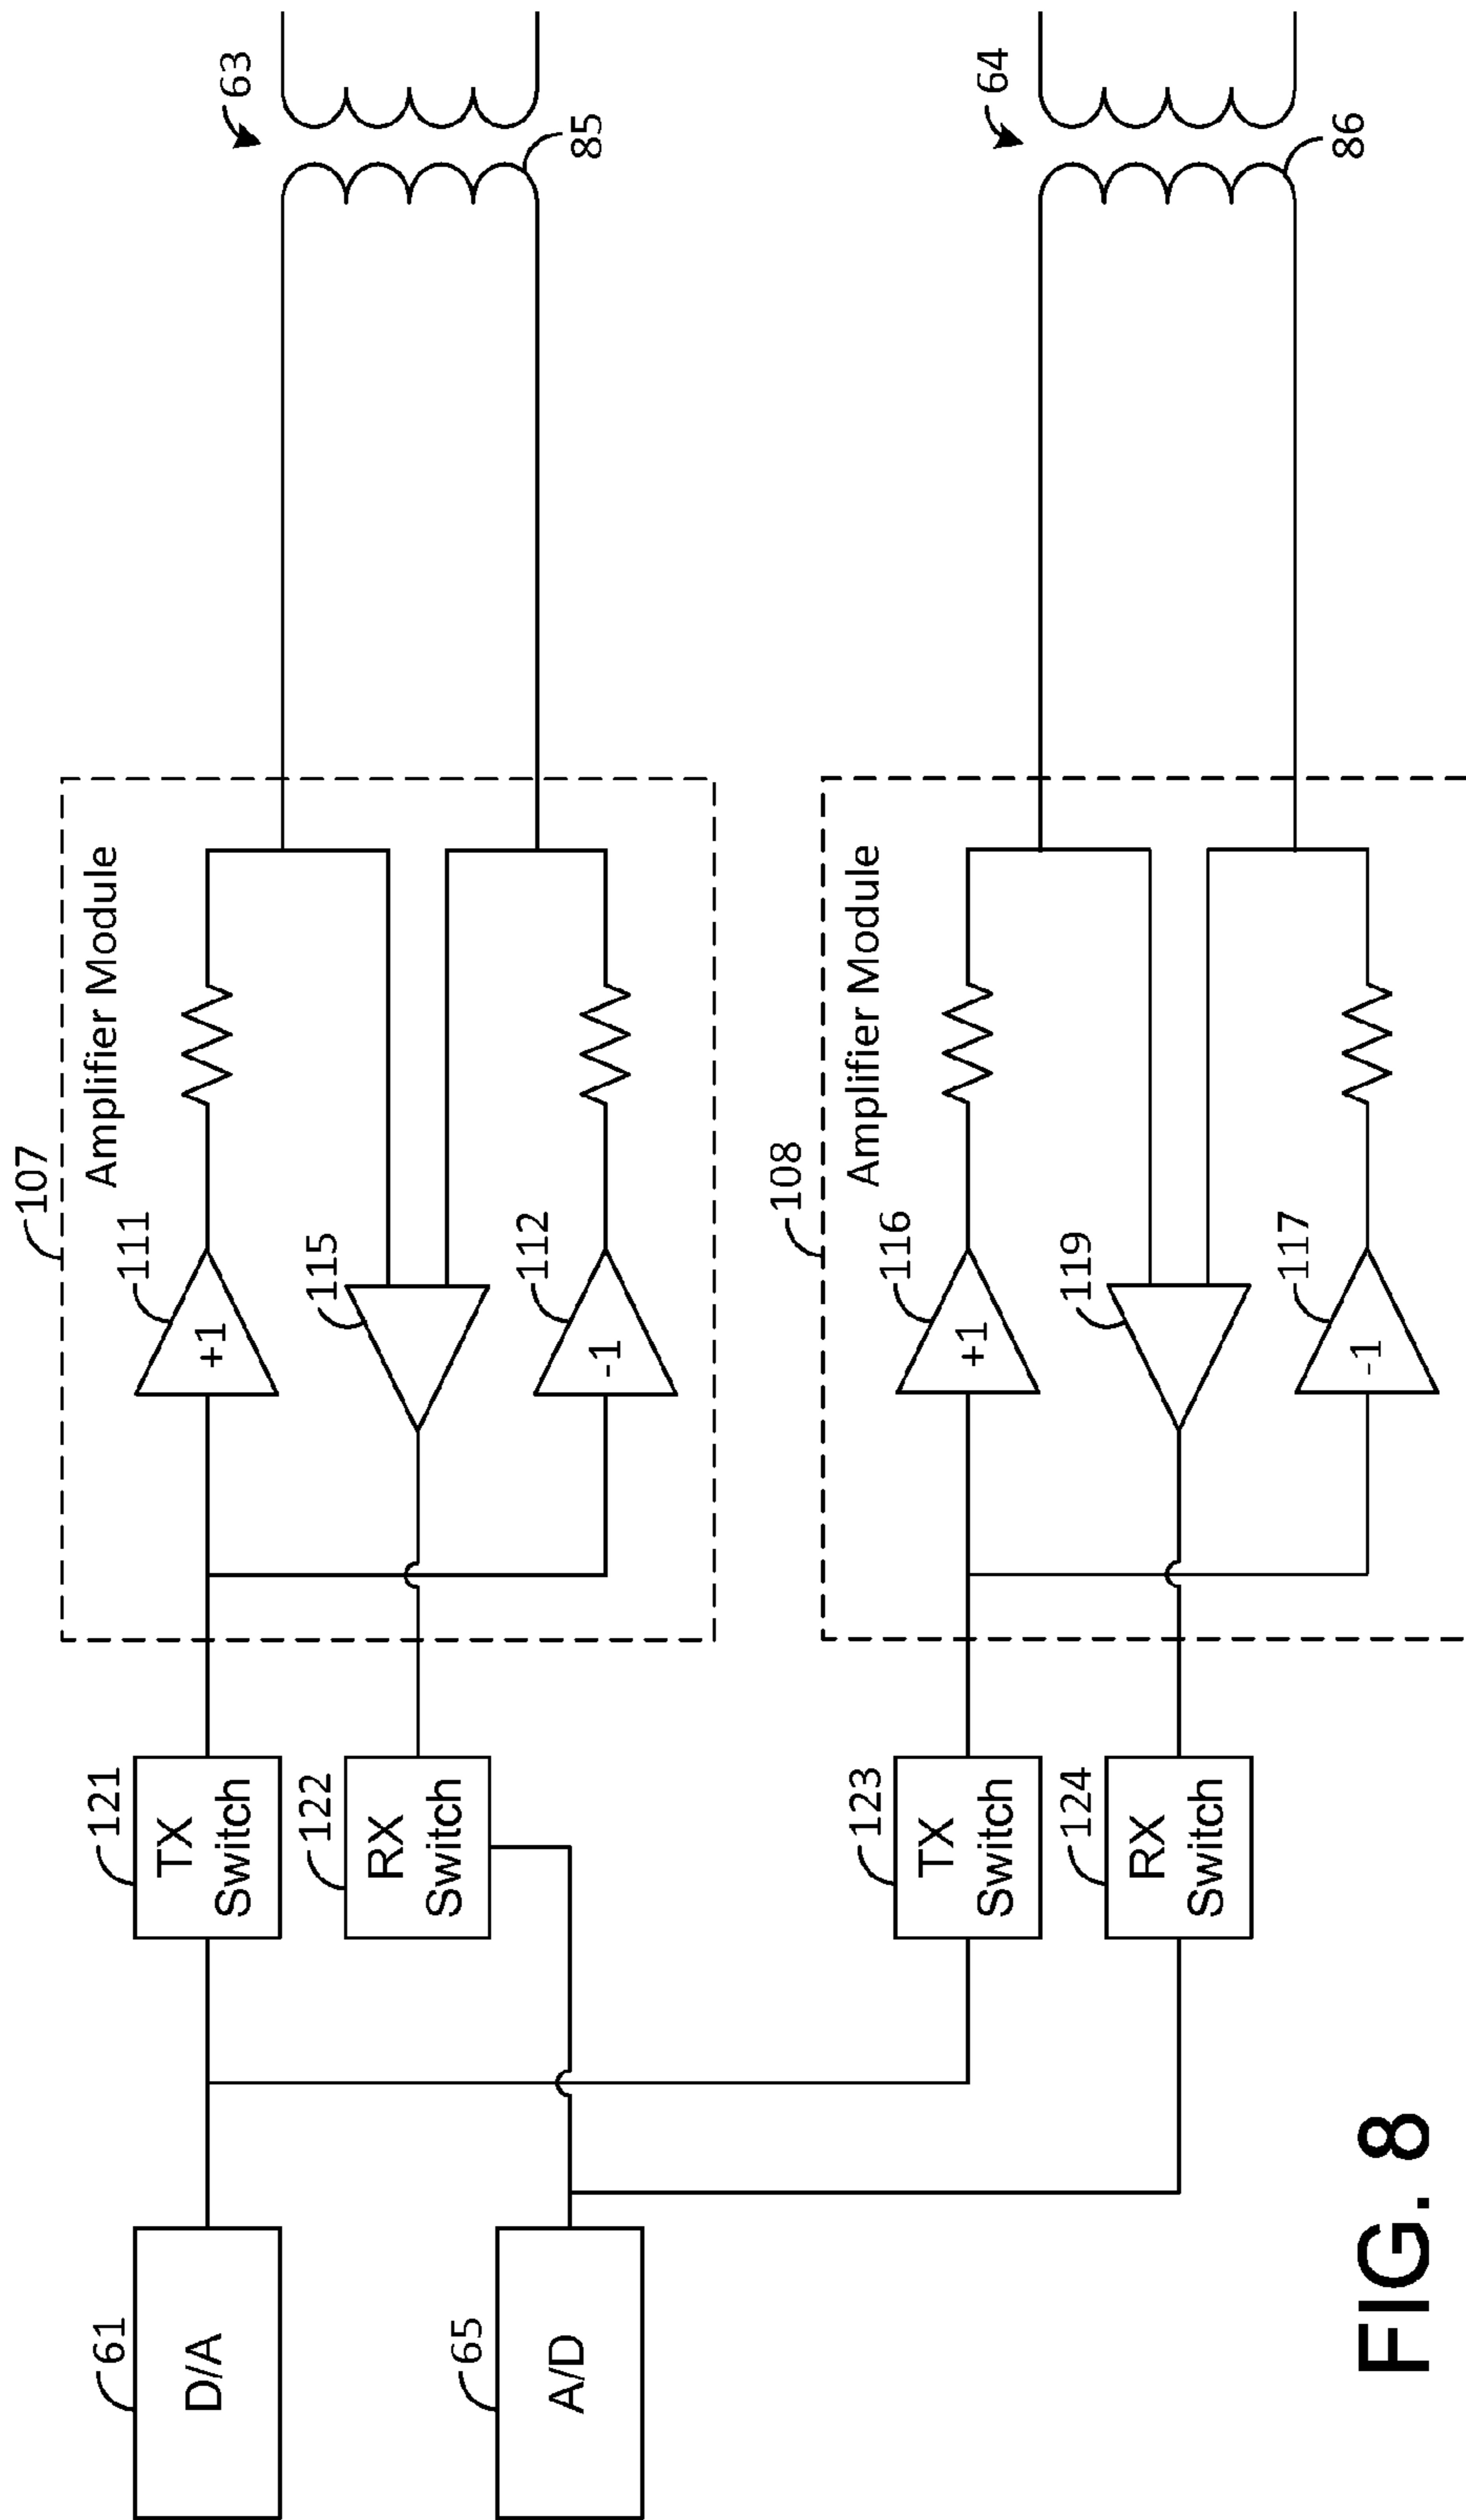 107
Amplifier Module
63
121
111
61
TX
Switch
+1
D/A
122
115
RX
Switch
65
112
85
A/D
-1
108
Amplifier Module
64
123
116
TX
Switch
+1
124
119
RX
Switch
117
86
-1
FIG. 8